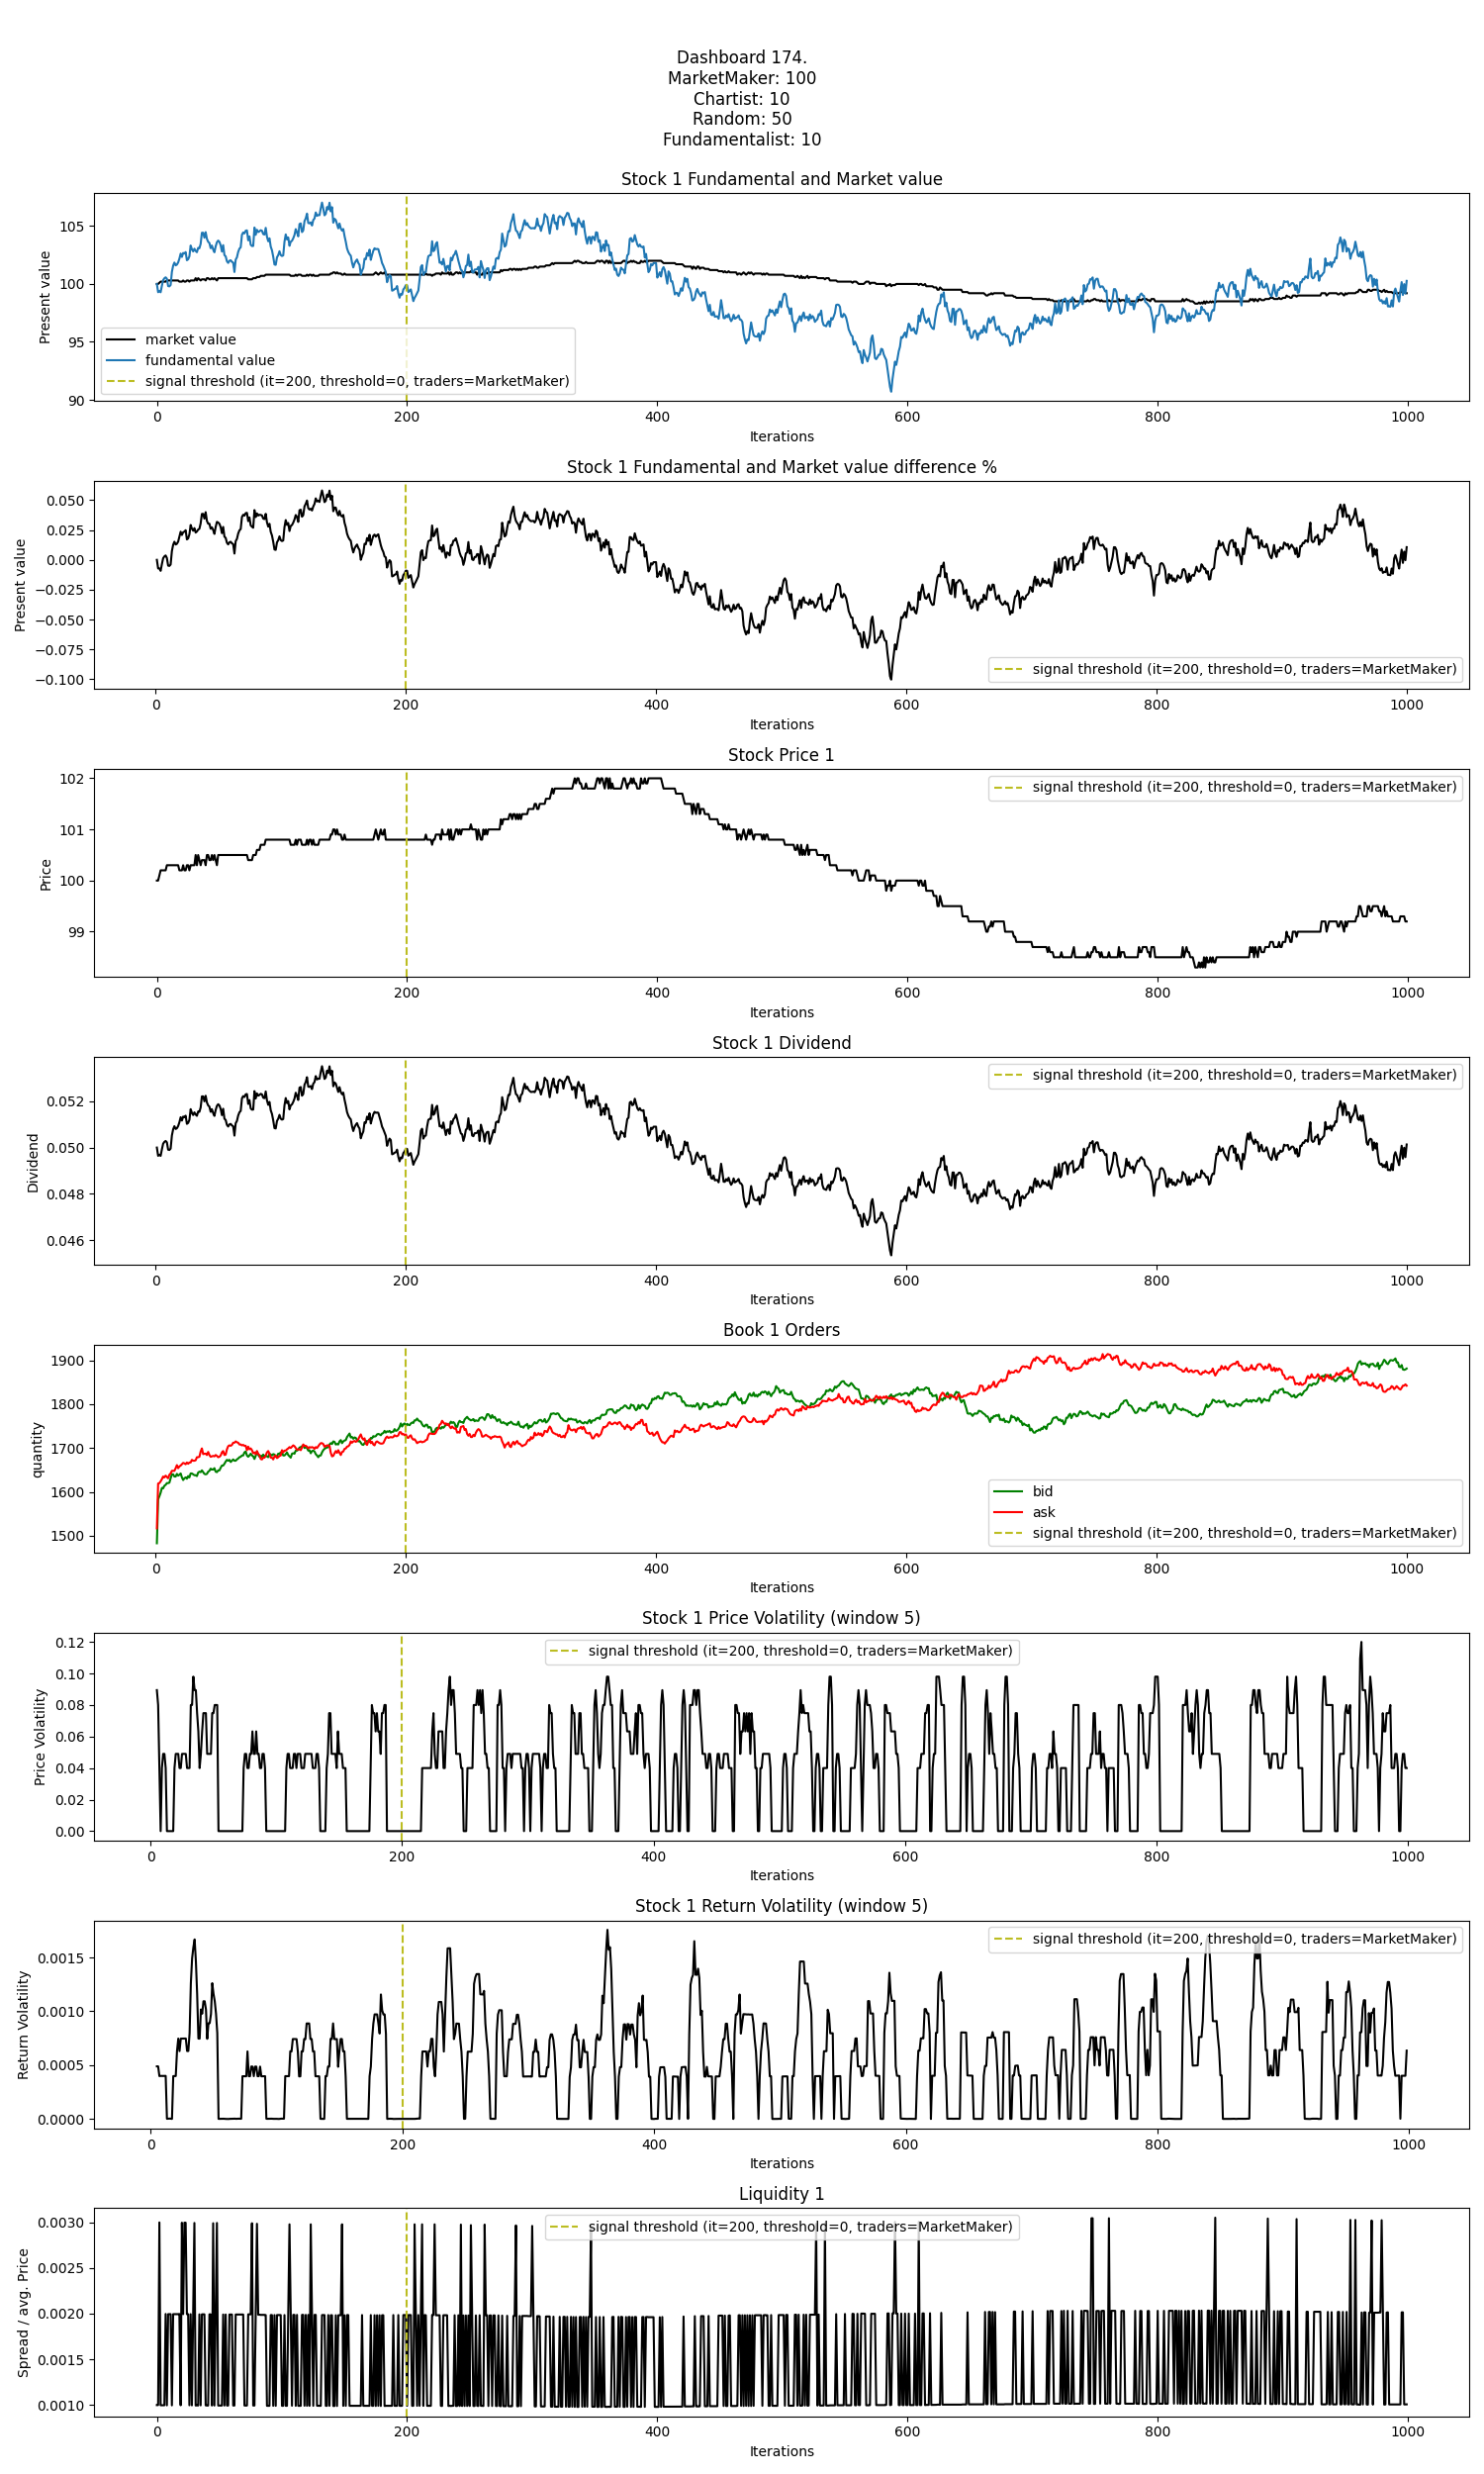 Dashboard 174.
MarketMaker: 100
Chartist: 10
Random: 50
Fundamentalist: 10
Stock 1 Fundamental and Market value
Present value
105
100
95
90
market value
fundamental value
signal threshold (it=200, threshold=0, traders=MarketMaker)
0 200 400 600 800 1000
Iterations
Stock 1 Fundamental and Market value difference %
Present value
0.050
0.025
0.000
−0.025
−0.050
−0.075
−0.100
signal threshold (it=200, threshold=0, traders=MarketMaker)
0 200 400 600 800 1000
Iterations
Stock Price 1
Price
102
101
100
99
signal threshold (it=200, threshold=0, traders=MarketMaker)
0 200 400 600 800 1000
Iterations
Stock 1 Dividend
Dividend
0.052
0.050
0.048
0.046
signal threshold (it=200, threshold=0, traders=MarketMaker)
0 200 400 600 800 1000
Iterations
Book 1 Orders
quantity
1900
1800
1700
1600
1500
bid
ask
signal threshold (it=200, threshold=0, traders=MarketMaker)
0 200 400 600 800 1000
Iterations
Stock 1 Price Volatility (window 5)
Price Volatility
0.12
0.10
0.08
0.06
0.04
0.02
0.00
signal threshold (it=200, threshold=0, traders=MarketMaker)
0 200 400 600 800 1000
Iterations
Stock 1 Return Volatility (window 5)
Return Volatility
0.0015
0.0010
0.0005
0.0000
signal threshold (it=200, threshold=0, traders=MarketMaker)
0 200 400 600 800 1000
Iterations
Liquidity 1
Spread / avg. Price
0.0030
0.0025
0.0020
0.0015
0.0010
signal threshold (it=200, threshold=0, traders=MarketMaker)
0 200 400 600 800 1000
Iterations